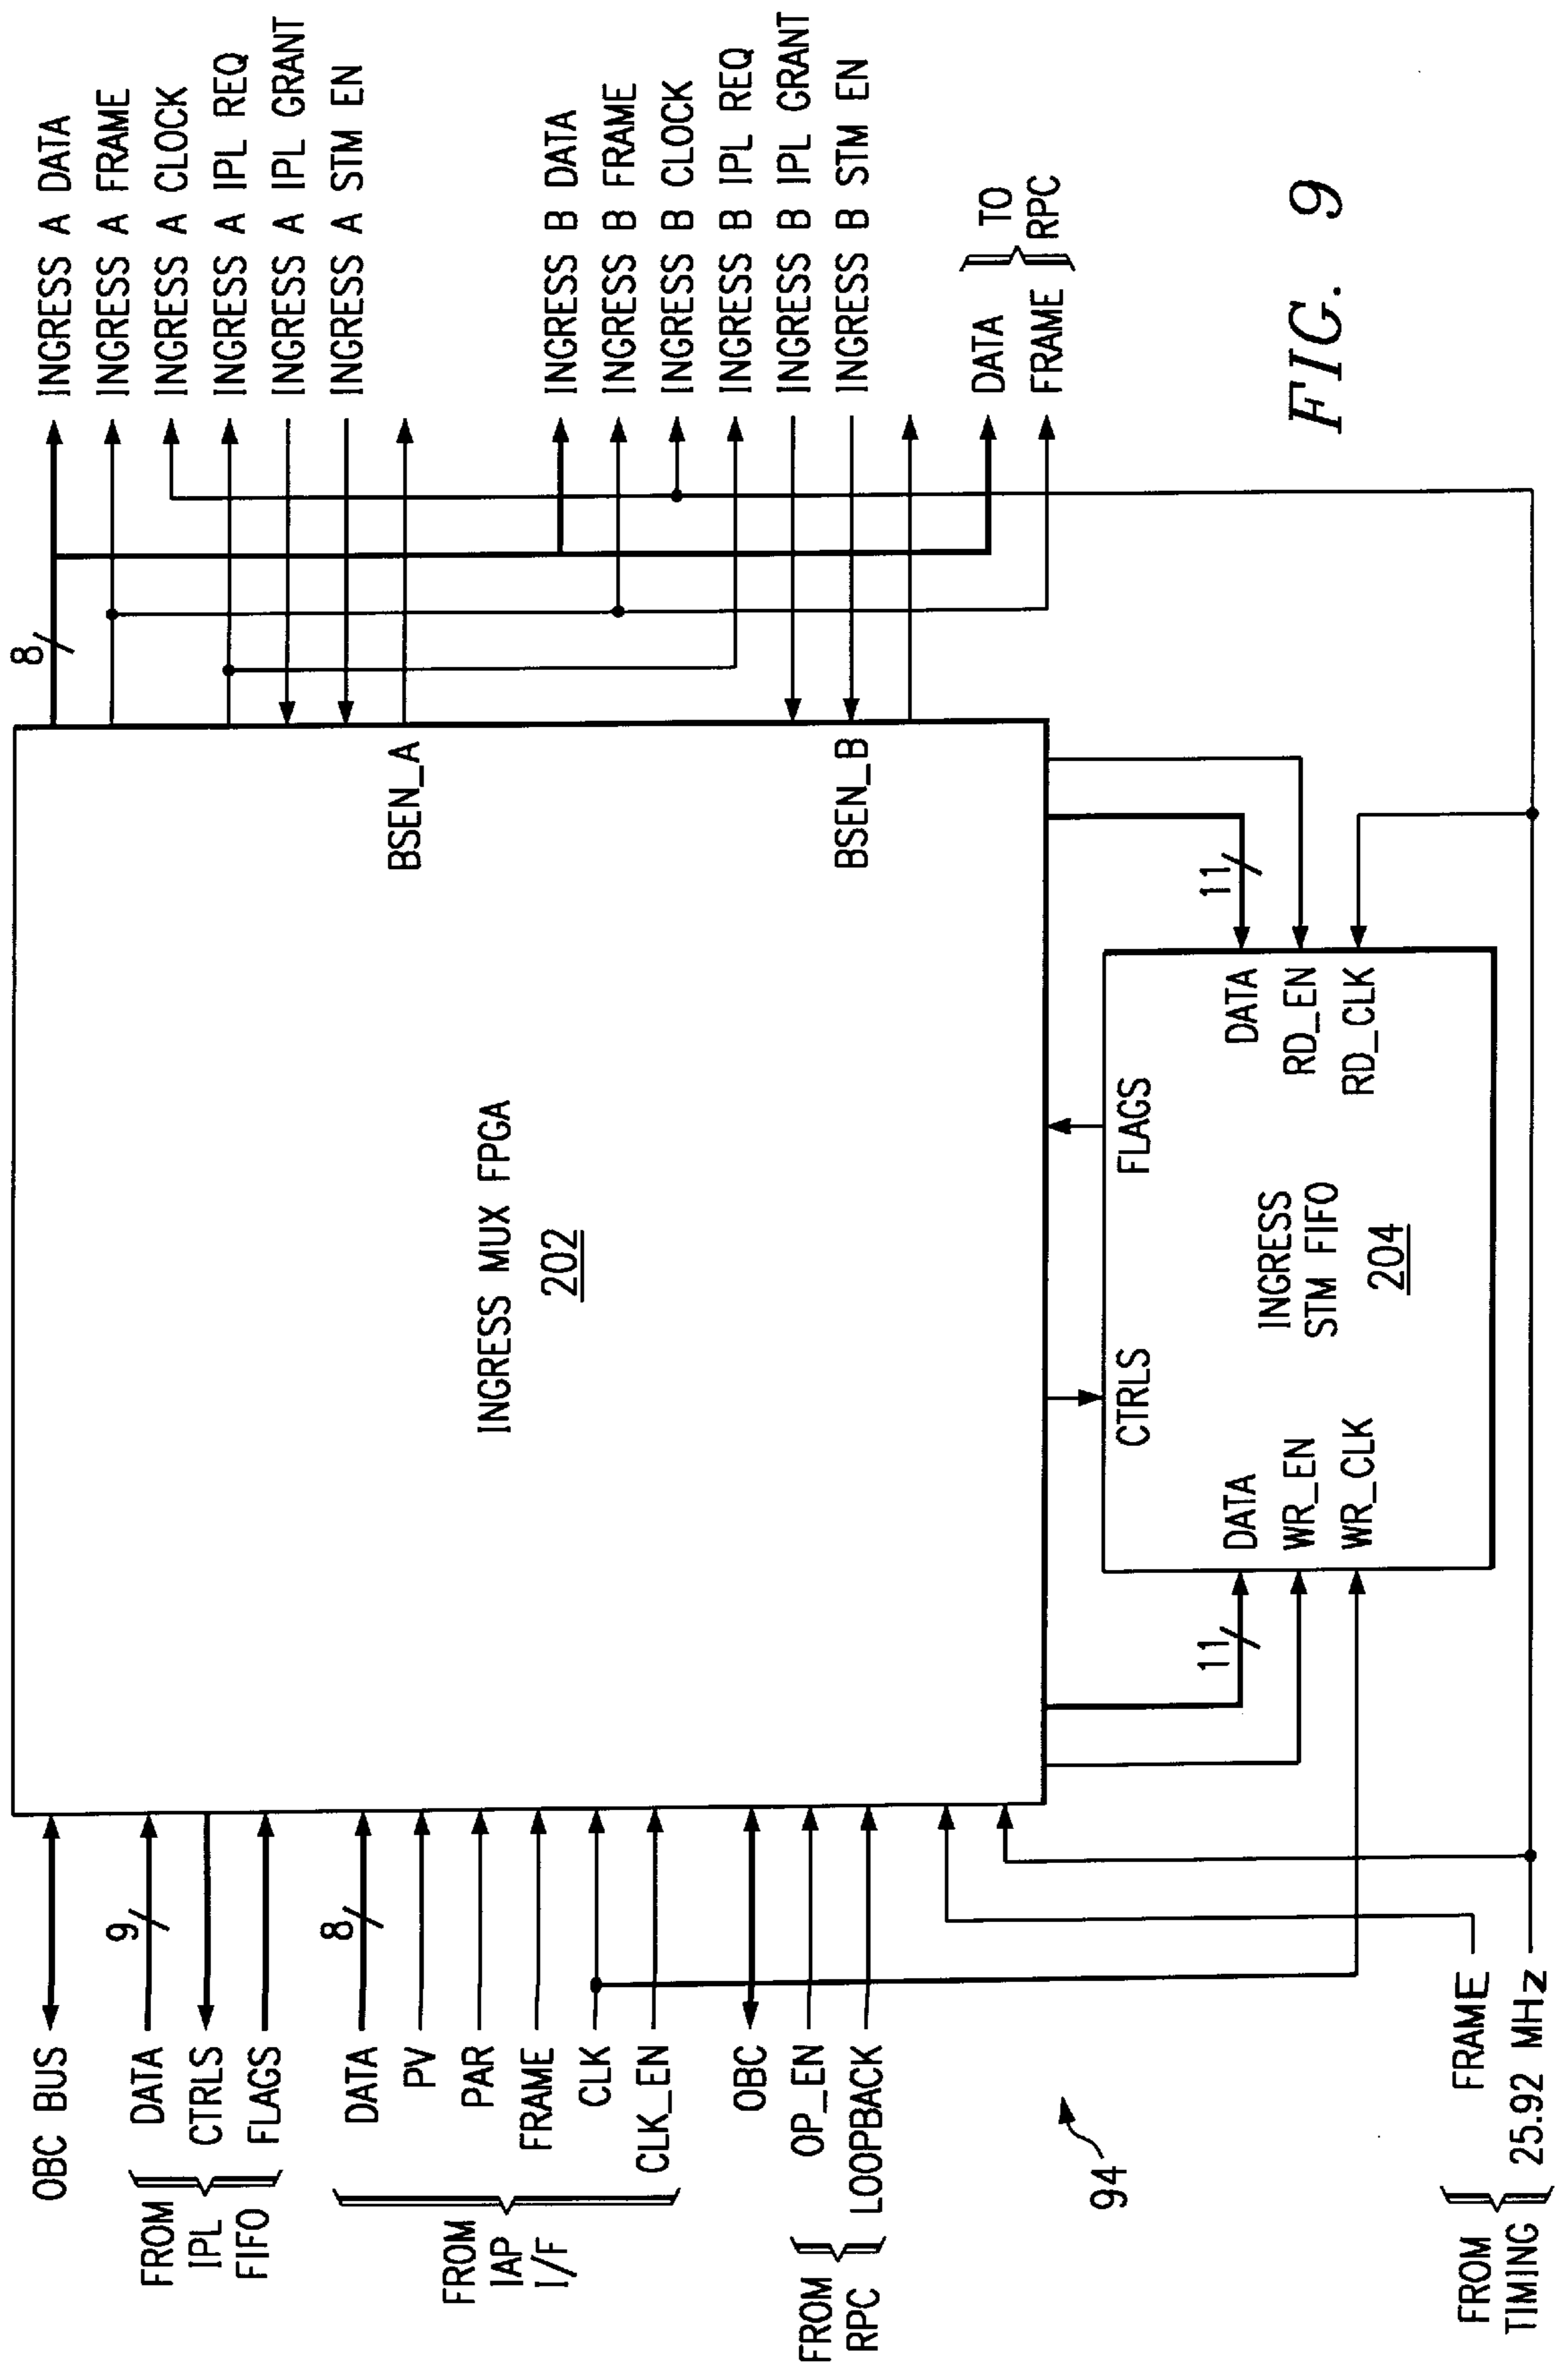 OBC BUS
FROM
IPL
FIFO
DATA
9
CTRLS
FLAGS
FROM
IAP
I/F
DATA
8
PV
PAR
FRAME
CLK
CLK_EN
FROM
RPC
OBC
OP_EN
LOOPBACK
94
FROM
TIMING
FRAME
25.92 MHz
INGRESS MUX FPGA
202
BSEN_A
BSEN_B
8
INGRESS A DATA
INGRESS A FRAME
INGRESS A CLOCK
INGRESS A IPL REQ
INGRESS A IPL GRANT
INGRESS A STM EN
INGRESS B DATA
INGRESS B FRAME
INGRESS B CLOCK
INGRESS B IPL REQ
INGRESS B IPL GRANT
INGRESS B STM EN
DATA
FRAME
TO
RPC
11
DATA
WR_EN
WR_CLK
CTRLS
FLAGS
INGRESS
STM FIFO
204
11
DATA
RD_EN
RD_CLK
FIG. 9